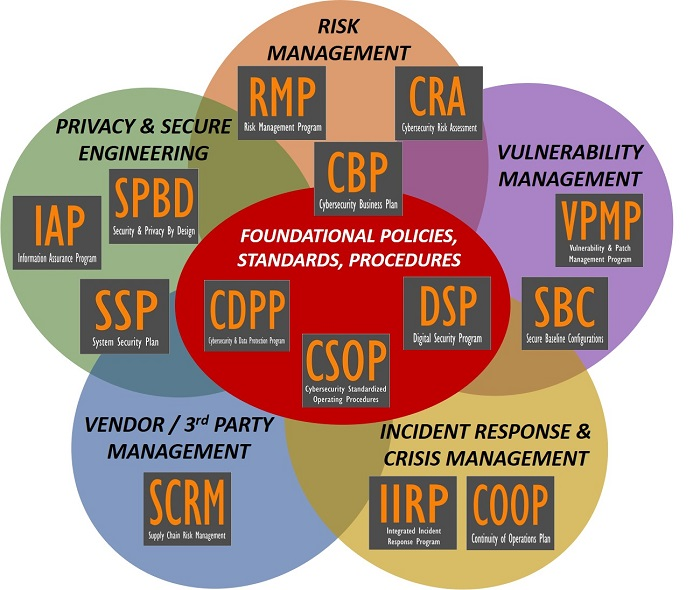 RISK
MANAGEMENT
RMP
Risk Management Program
CRA
Cybersecurity Risk Assessment
CBP
Cybersecurity Business Plan
PRIVACY & SECURE
ENGINEERING
SPBD
Security & Privacy By Design
IAP
Information Assurance Program
SSP
System Security Plan
VULNERABILITY
MANAGEMENT
VPMP
Vulnerability & Patch
Management Program
SBC
Secure Baseline Configurations
FOUNDATIONAL POLICIES,
STANDARDS, PROCEDURES
CDPP
Cybersecurity & Data Protection Program
DSP
Digital Security Program
CSOP
Cybersecurity Standardized
Operating Procedures
VENDOR / 3rd PARTY
MANAGEMENT
SCRM
Supply Chain Risk Management
INCIDENT RESPONSE &
CRISIS MANAGEMENT
IIRP
Integrated Incident
Response Program
COOP
Continuity of Operations Plan